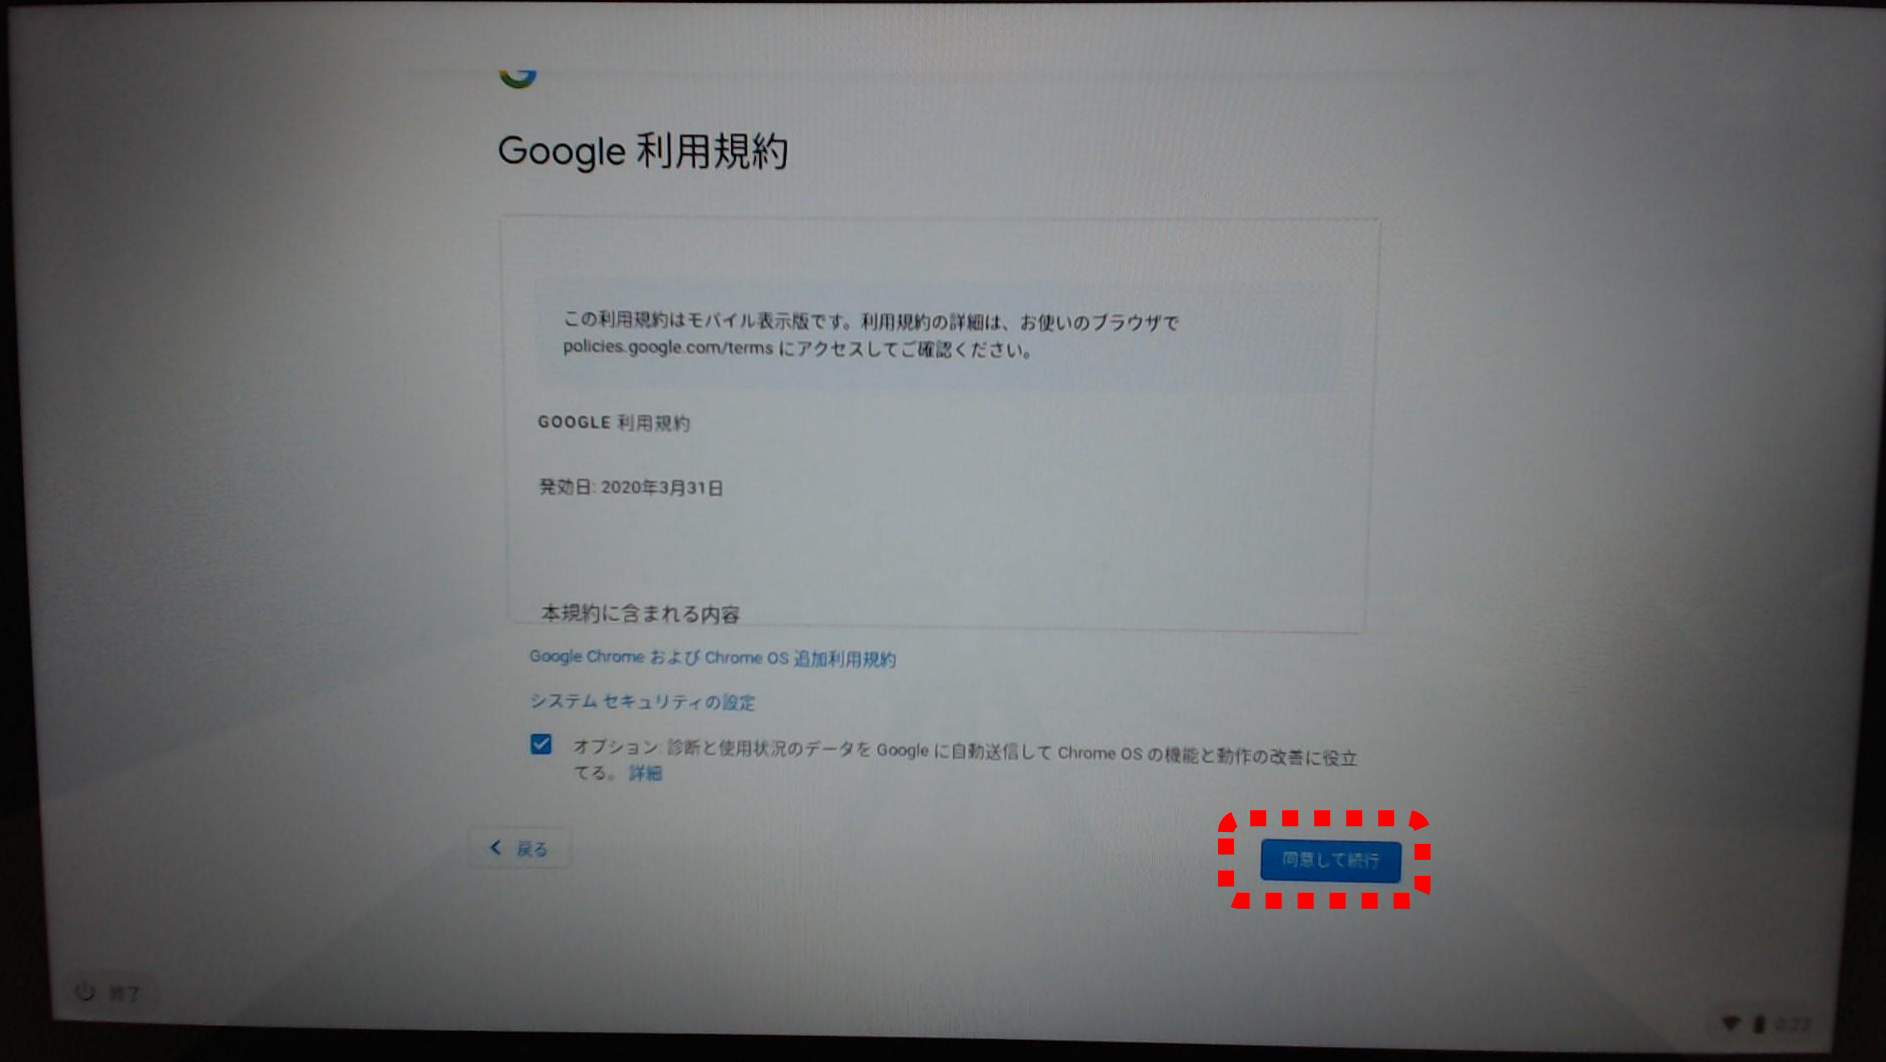 Google 利用規約
この利用規約はモバイル表示版です。利用規約の詳細は、お使いのブラウザで
policies.google.com/terms にアクセスしてご確認ください。
GOOGLE 利用規約
発効日: 2020年3月31日
本規約に含まれる内容
Google Chrome および Chrome OS 追加利用規約
システム セキュリティの設定
オプション: 診断と使用状況のデータを Google に自動送信して Chrome OS の機能と動作の改善に役立
てる。 詳細
戻る
同意して続行
終了